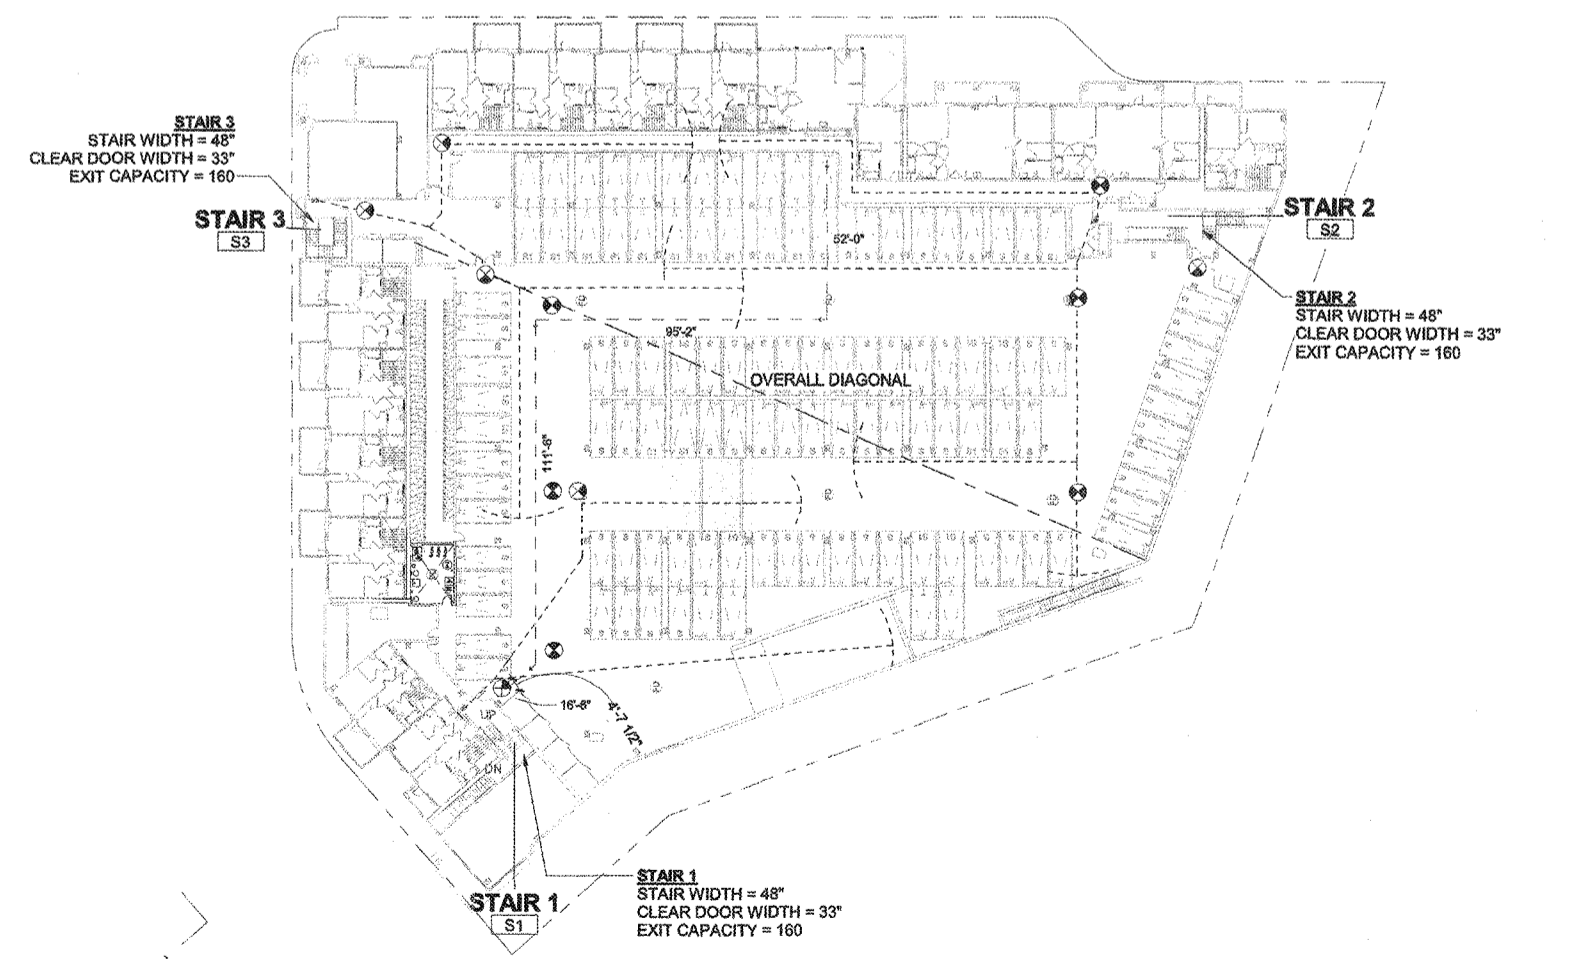 STAIR 3
STAIR WIDTH = 48"
CLEAR DOOR WIDTH = 33"
EXIT CAPACITY = 160
STAIR 3
S3
STAIR 2
S2
52'-0"
STAIR 2
STAIR WIDTH = 48"
CLEAR DOOR WIDTH = 33"
EXIT CAPACITY = 160
95'-2"
OVERALL DIAGONAL
111'-6"
16'-6"
4'-7 1/2"
UP
DN
STAIR 1
S1
STAIR 1
STAIR WIDTH = 48"
CLEAR DOOR WIDTH = 33"
EXIT CAPACITY = 160